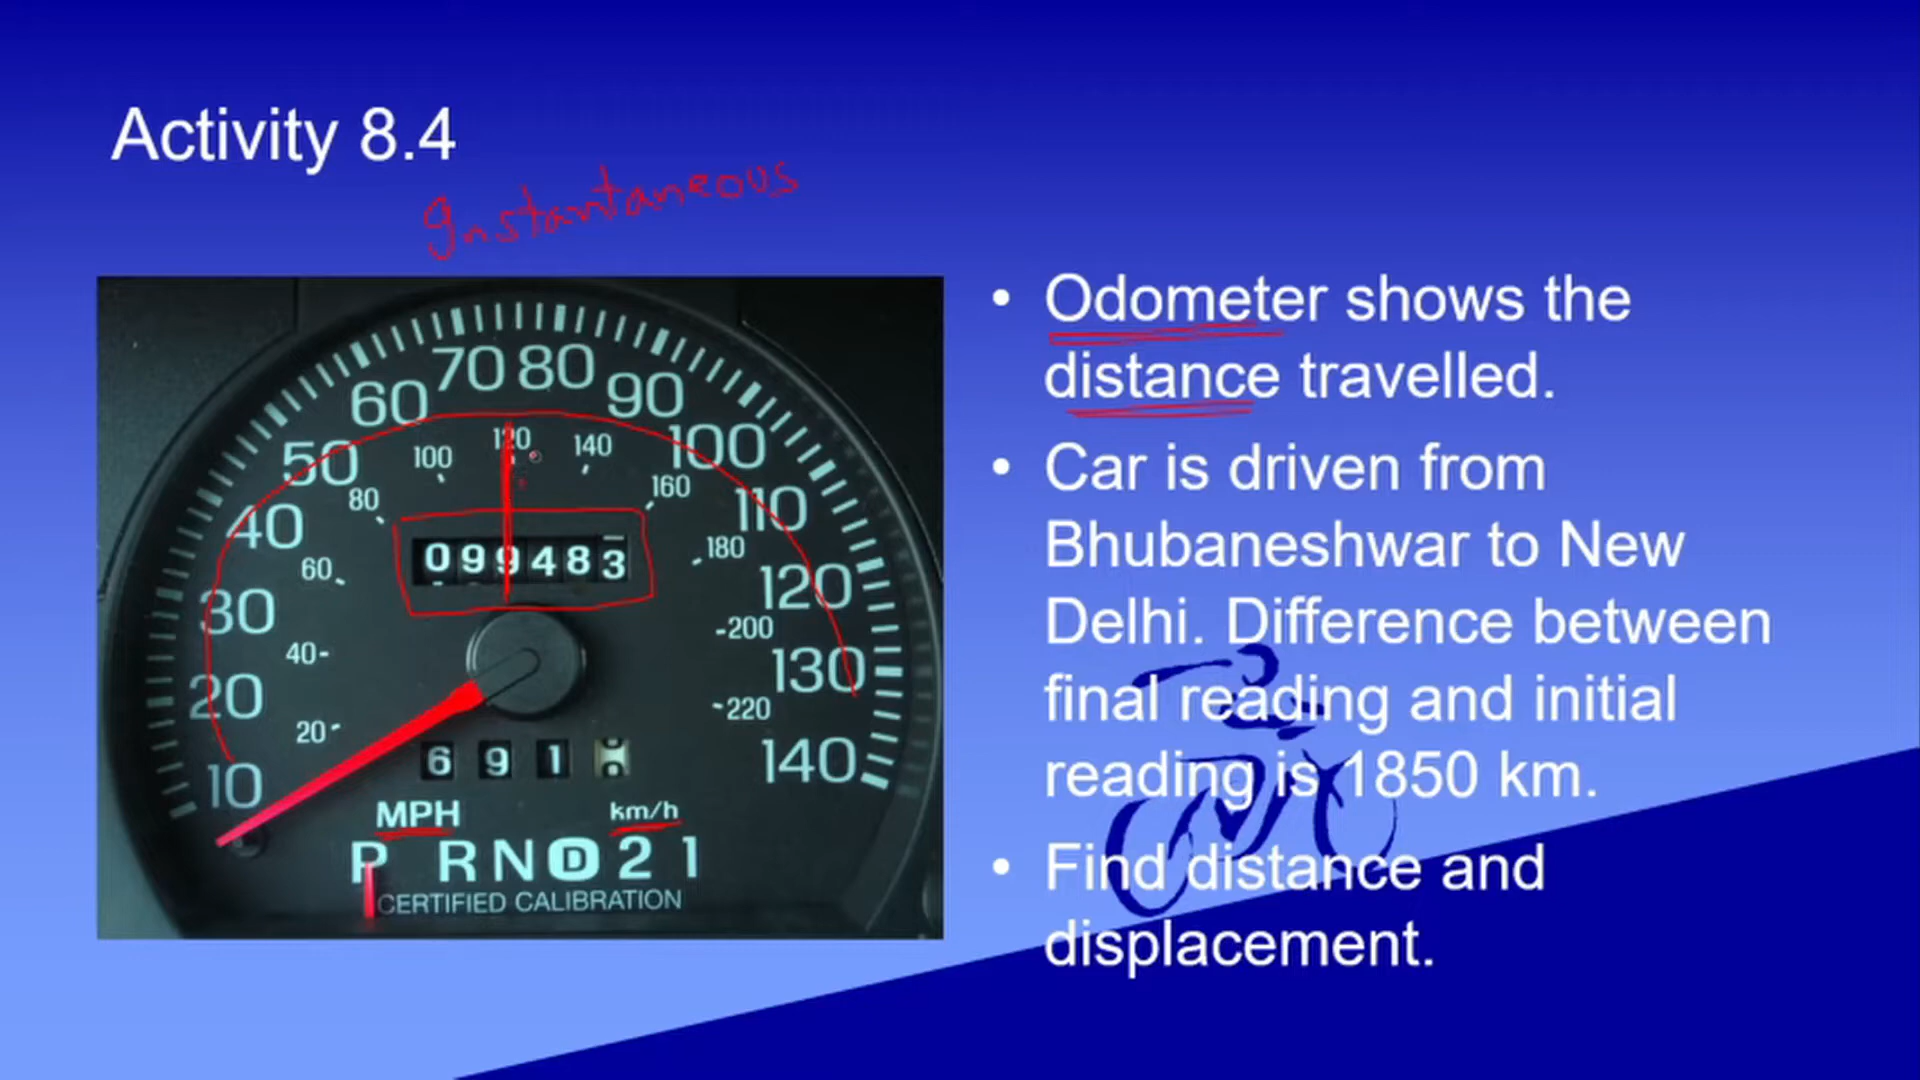 Activity 8.4
Instantaneous
• Odometer shows the
distance travelled.
• Car is driven from
Bhubaneshwar to New
Delhi. Difference between
final reading and initial
reading is 1850 km.
• Find distance and
displacement.
10 20 30 40 50 60 70 80 90 100 110 120 130 140
20 40 60 80 100 120 140 160 180 200 220
099483
691
MPH km/h
P R N D 2 1
CERTIFIED CALIBRATION